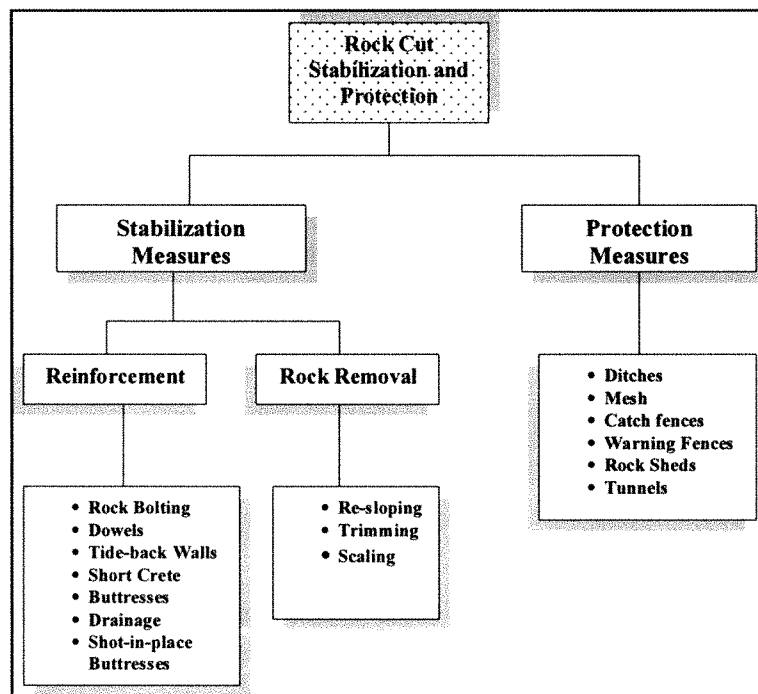 Rock Cut
Stabilization and
Protection
Stabilization
Measures
Protection
Measures
Reinforcement
Rock Removal
• Rock Bolting
• Dowels
• Tide-back Walls
• Short Crete
• Buttresses
• Drainage
• Shot-in-place
Buttresses
• Re-sloping
• Trimming
• Scaling
• Ditches
• Mesh
• Catch fences
• Warning Fences
• Rock Sheds
• Tunnels